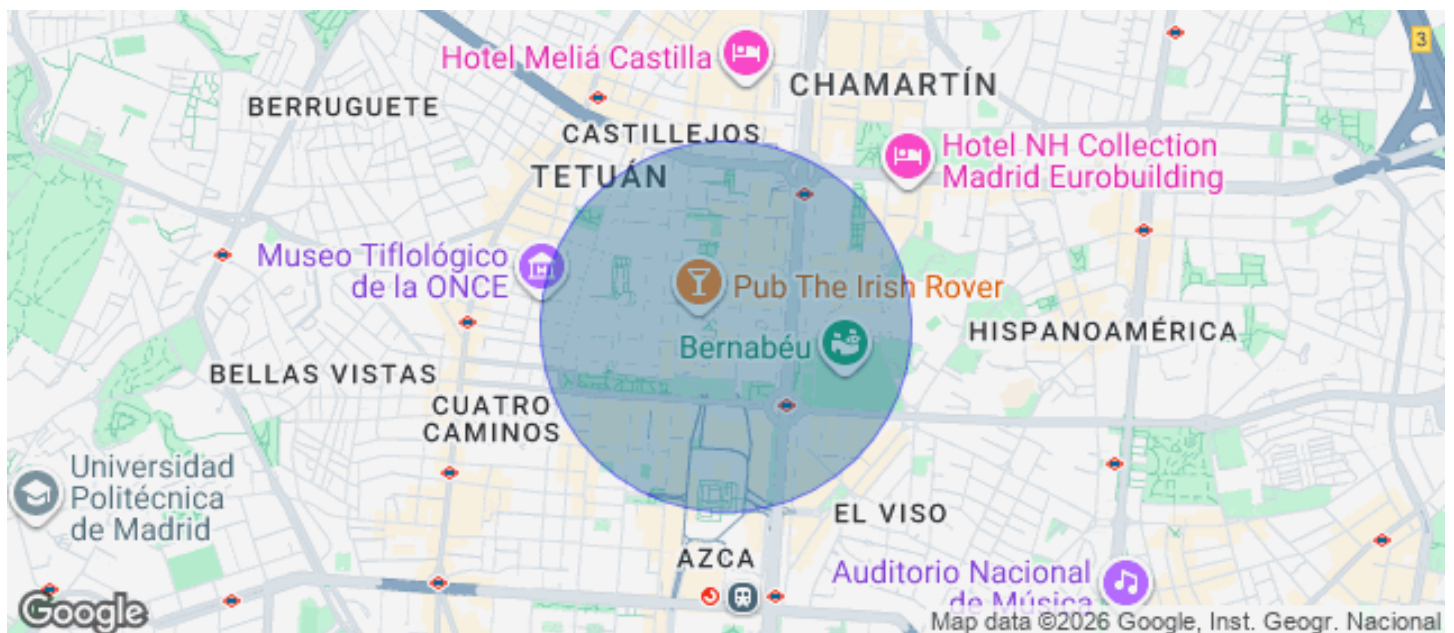 3
Hotel Meliá Castilla
CHAMARTÍN
BERRUGUETE
CASTILLEJOS
Hotel NH Collection
Madrid Eurobuilding
TETUÁN
Museo Tiflológico
de la ONCE
Pub The Irish Rover
HISPANOAMÉRICA
Bernabéu
BELLAS VISTAS
CUATRO
CAMINOS
Universidad
Politécnica
de Madrid
EL VISO
AZCA
Auditorio Nacional
de Música
Google
Map data ©2026 Google, Inst. Geogr. Nacional